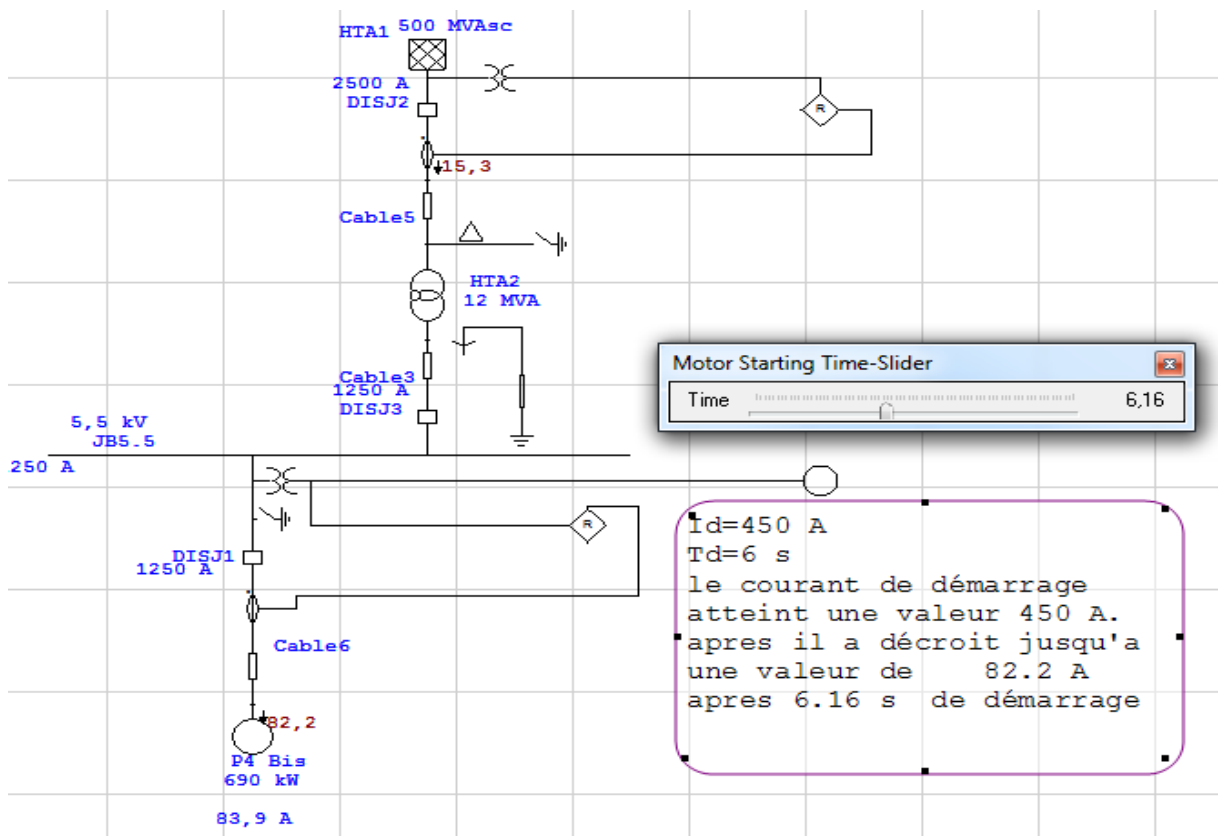 HTA1 500 MVAsc
2500 A
DISJ2
R
15,3
Cable5
HTA2
12 MVA
Motor Starting Time-Slider
Time 6,16
Cable3
1250 A
DISJ3
5,5 kV
JB5.5
250 A
R
DISJ1
1250 A
Cable6
82,2
P4 Bis
690 kW
83,9 A
Id=450 A
Td=6 s
le courant de démarrage
atteint une valeur 450 A.
apres il a décroit jusqu'a
une valeur de 82.2 A
apres 6.16 s de démarrage